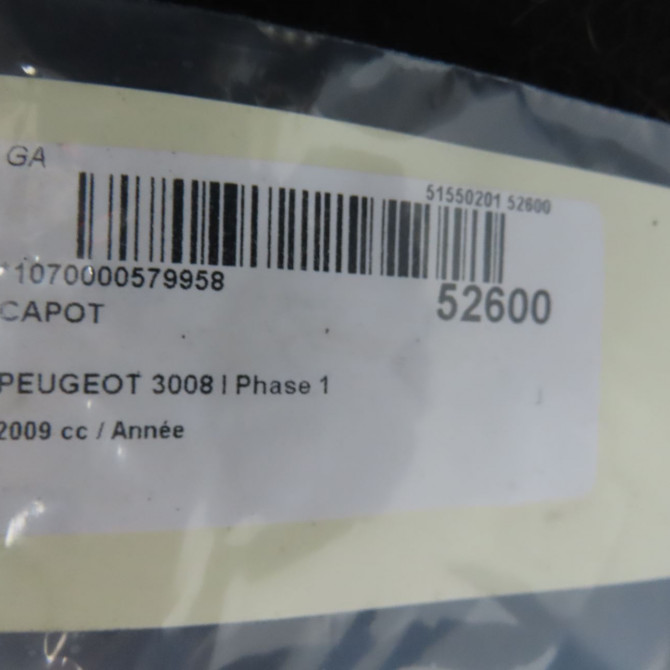 GA
51550201 52600
*1070000579958
52600
CAPOT
PEUGEOT 3008 I Phase 1
2009 cc / Année